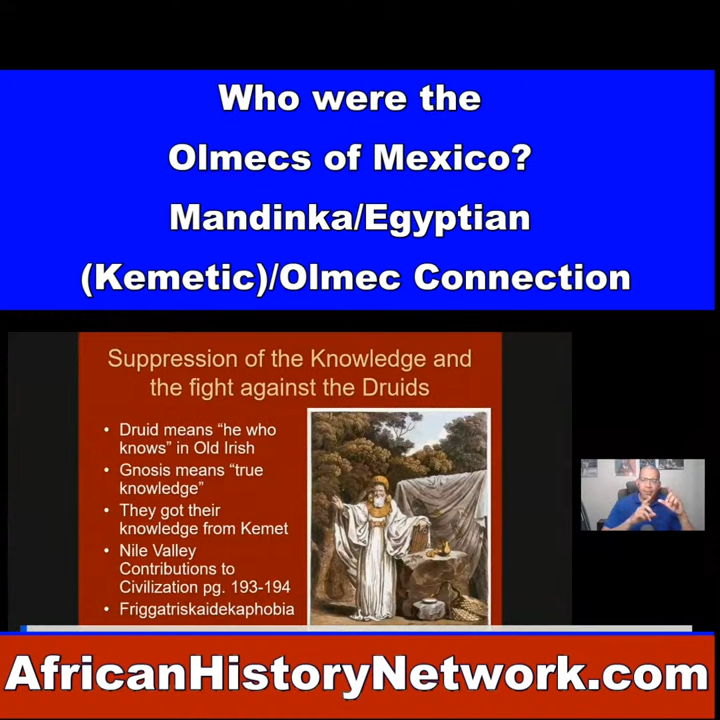 Who were the
Olmecs of Mexico?
Mandinka/Egyptian
(Kemetic)/Olmec Connection
Suppression of the Knowledge and
the fight against the Druids
• Druid means “he who
knows” in Old Irish
• Gnosis means “true
knowledge”
• They got their
knowledge from Kemet
• Nile Valley
Contributions to
Civilization pg. 193-194
• Friggatriskaidekaphobia
AfricanHistoryNetwork.com